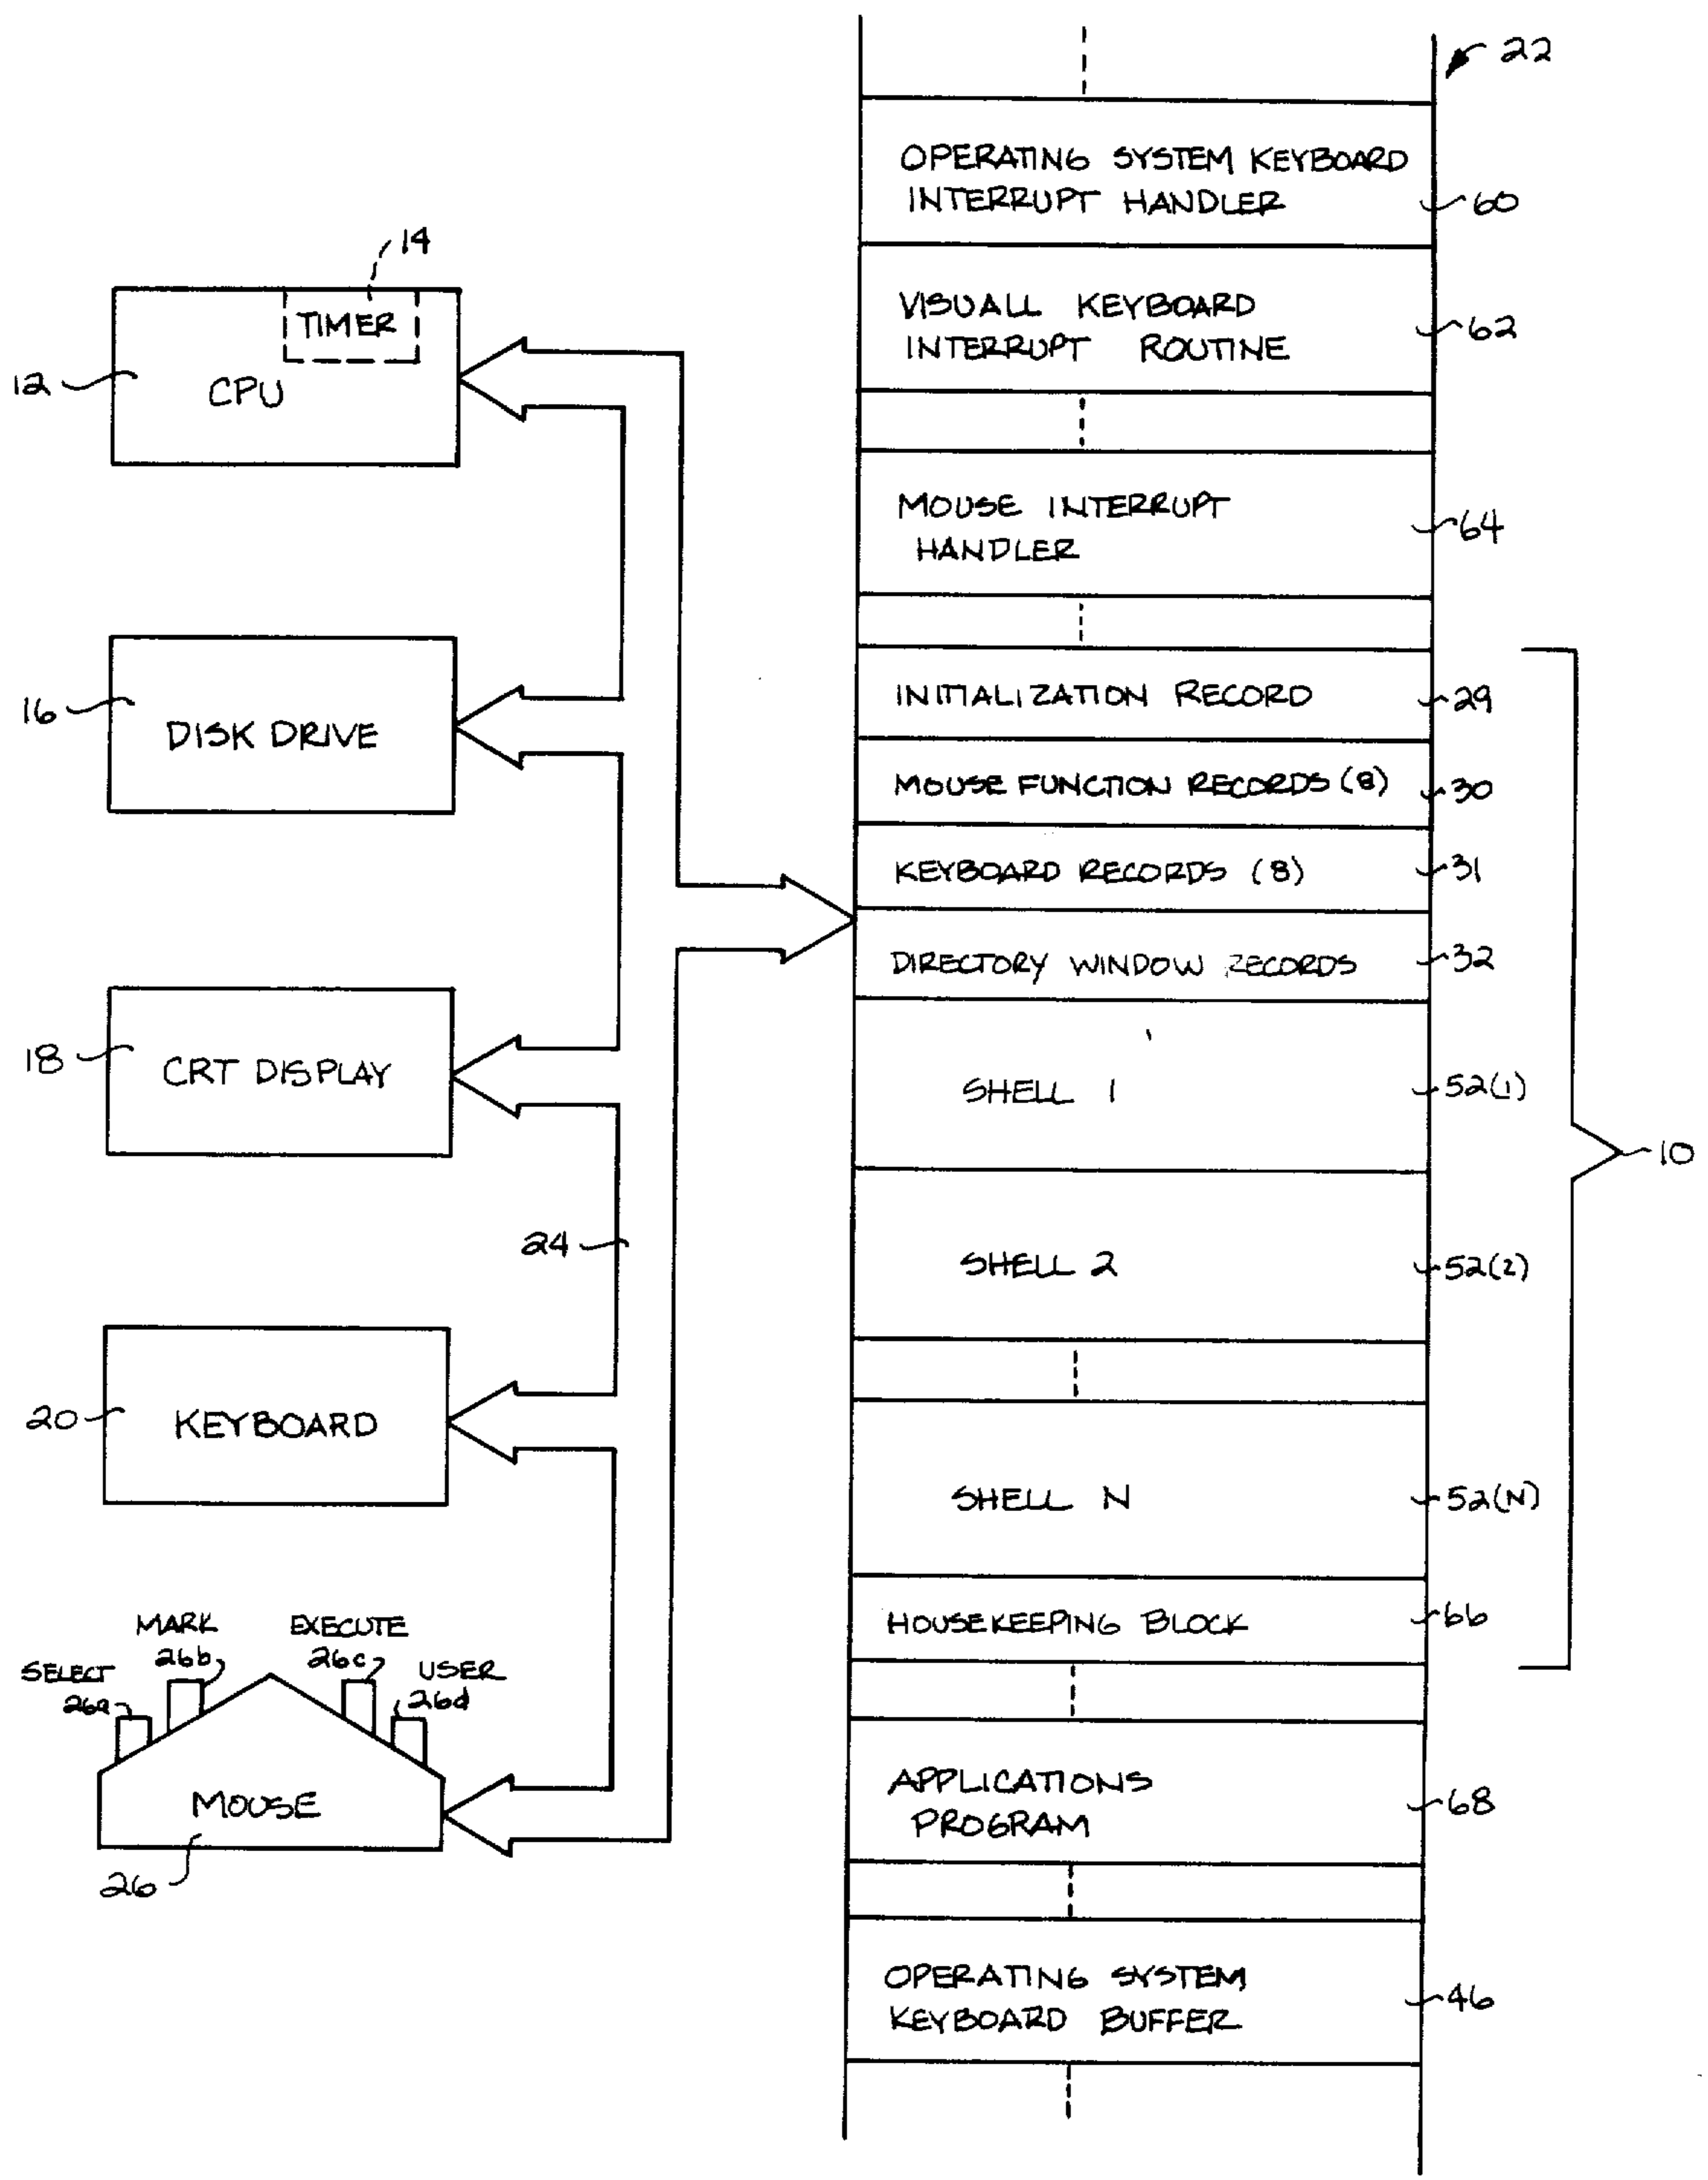 14
TIMER
CPU
12
16
DISK DRIVE
18
CRT DISPLAY
24
20
KEYBOARD
MARK
26b
EXECUTE
26c
SELECT
26a
USER
26d
MOUSE
26
22
OPERATING SYSTEM KEYBOARD
INTERRUPT HANDLER
60
VISUALL KEYBOARD
INTERRUPT ROUTINE
62
MOUSE INTERRUPT
HANDLER
64
INITIALIZATION RECORD
29
MOUSE FUNCTION RECORDS (8)
30
KEYBOARD RECORDS (8)
31
DIRECTORY WINDOW RECORDS
32
SHELL 1
52(1)
10
SHELL 2
52(2)
SHELL N
52(N)
HOUSEKEEPING BLOCK
66
APPLICATIONS
PROGRAM
68
OPERATING SYSTEM
KEYBOARD BUFFER
46